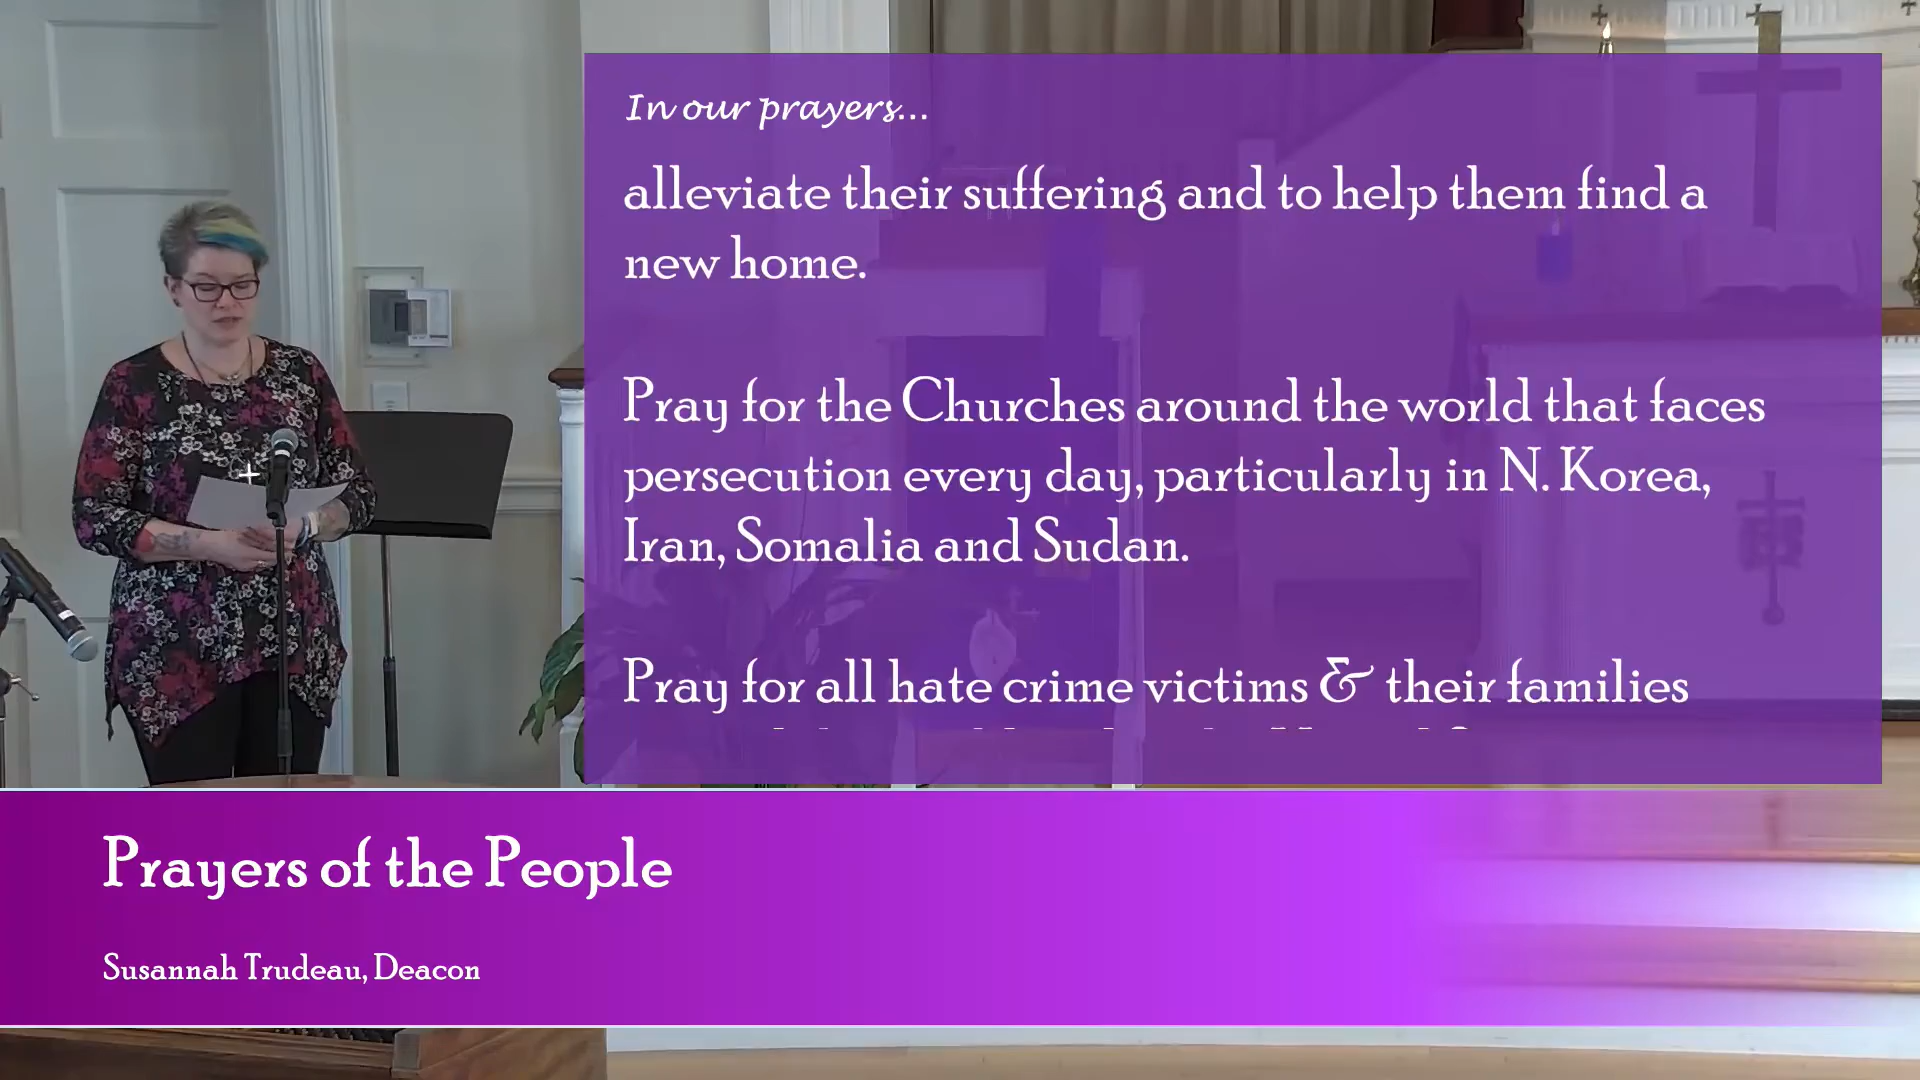 In our prayers...
alleviate their suffering and to help them find a
new home.
Pray for the Churches around the world that faces
persecution every day, particularly in N. Korea,
Iran, Somalia and Sudan.
Pray for all hate crime victims & their families
Prayers of the People
Susannah Trudeau, Deacon